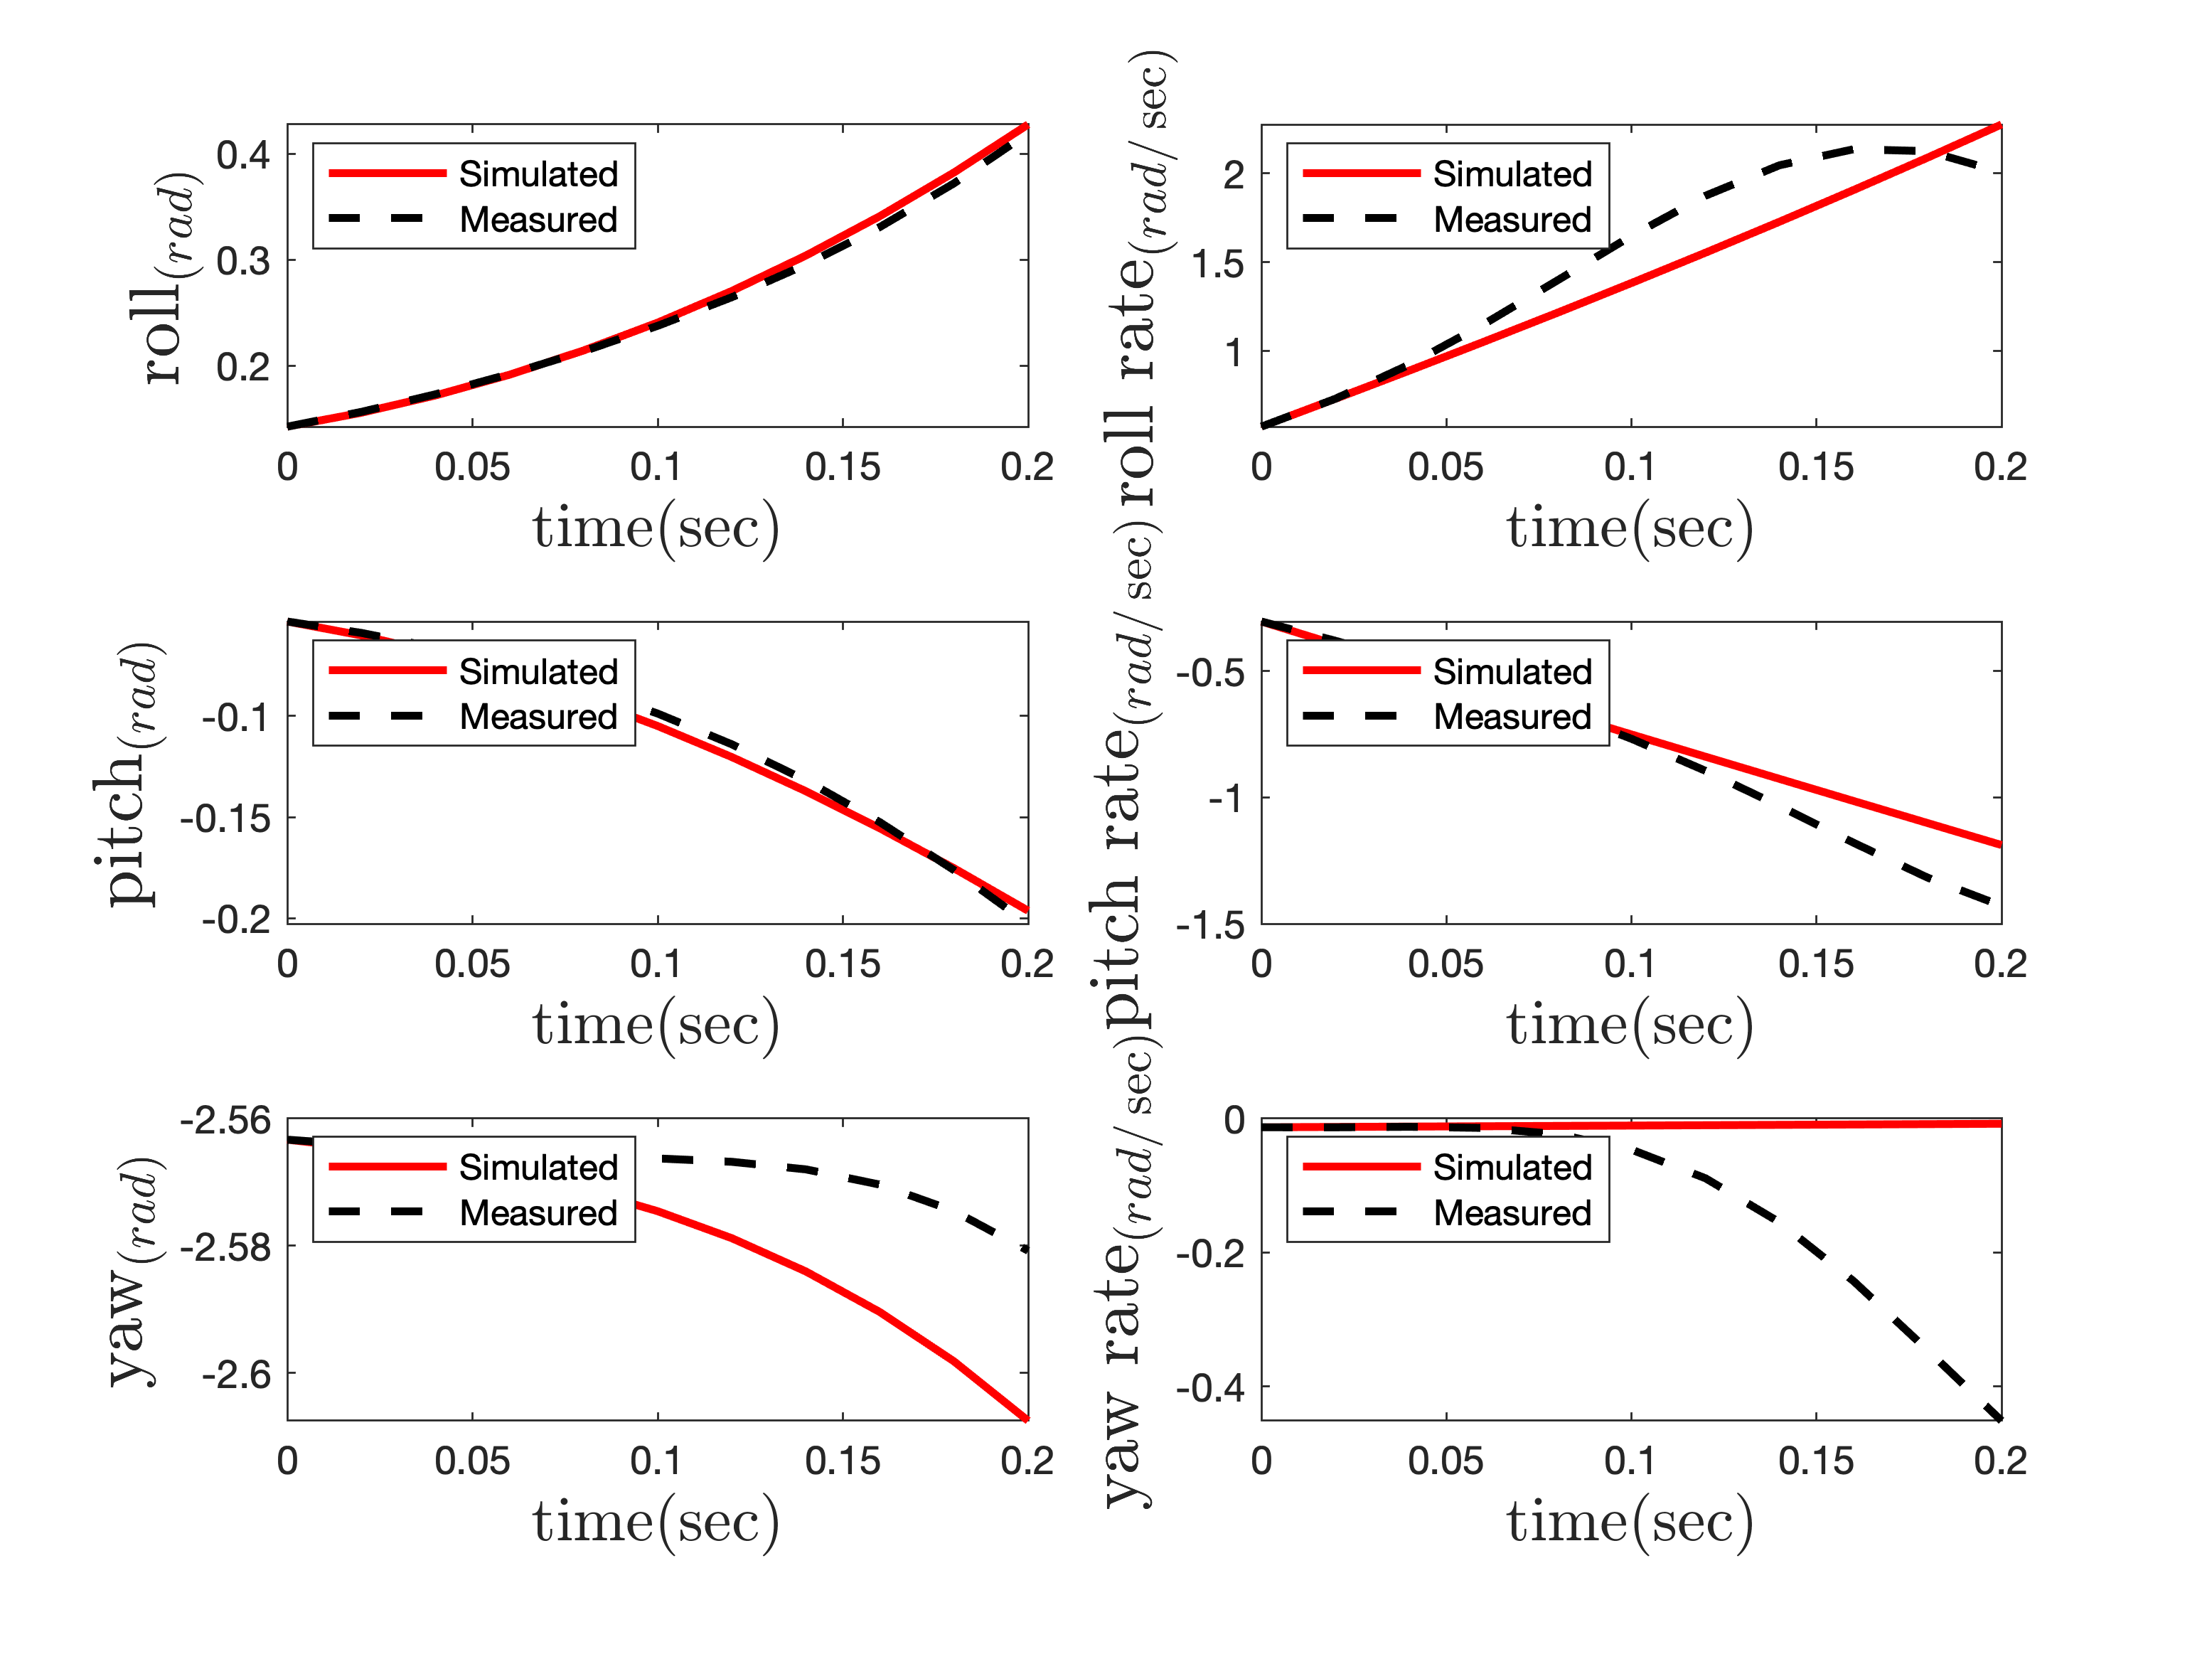 roll(rad)
0.4
0.3
0.2
Simulated
Measured
0 0.05 0.1 0.15 0.2
time(sec)
roll rate(rad/ sec)
2
1.5
1
Simulated
Measured
0 0.05 0.1 0.15 0.2
time(sec)
pitch(rad)
-0.1
-0.15
-0.2
Simulated
Measured
0 0.05 0.1 0.15 0.2
time(sec)
pitch rate(rad/ sec)
-0.5
-1
-1.5
Simulated
Measured
0 0.05 0.1 0.15 0.2
time(sec)
yaw(rad)
-2.56
-2.58
-2.6
Simulated
Measured
0 0.05 0.1 0.15 0.2
time(sec)
yaw rate(rad/ sec)
0
-0.2
-0.4
Simulated
Measured
0 0.05 0.1 0.15 0.2
time(sec)